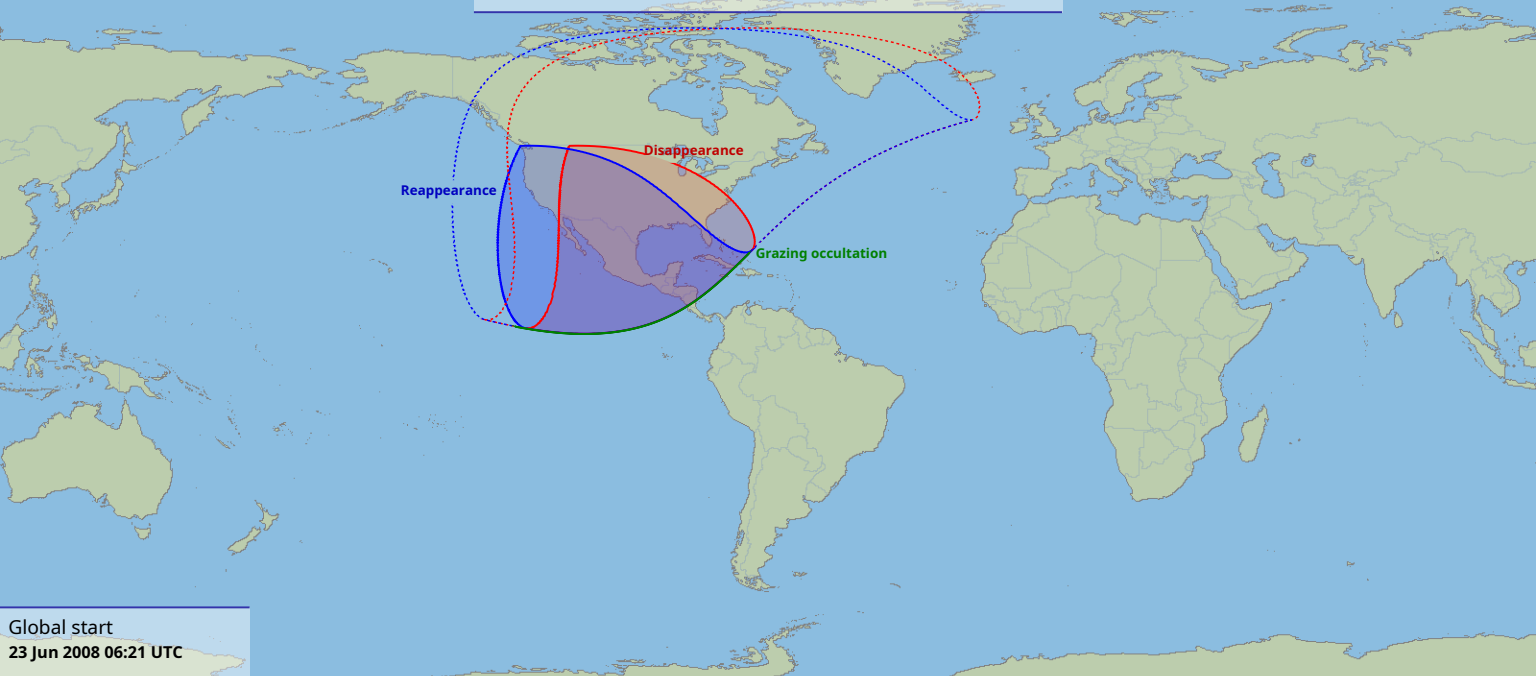 Disappearance
Reappearance
Grazing occultation
Global start
23 Jun 2008 06:21 UTC